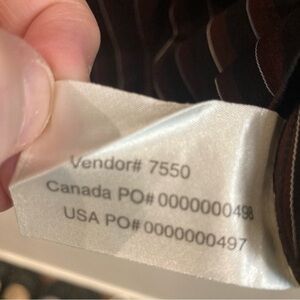 Vendor# 7550
Canada PO# 0000000498
USA PO# 0000000497